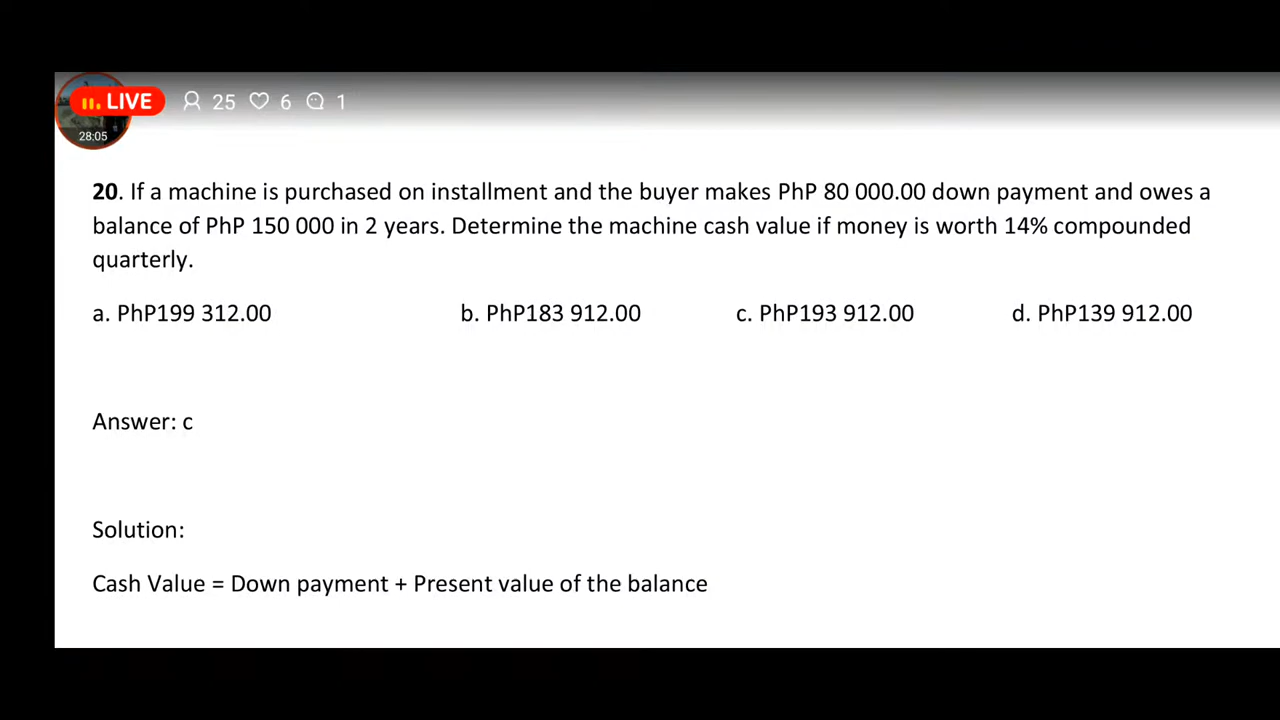 LIVE 25 6 1
28:05
20. If a machine is purchased on installment and the buyer makes PhP 80 000.00 down payment and owes a
balance of PhP 150 000 in 2 years. Determine the machine cash value if money is worth 14% compounded
quarterly.
a. PhP199 312.00 b. PhP183 912.00 c. PhP193 912.00 d. PhP139 912.00
Answer: c
Solution:
Cash Value = Down payment + Present value of the balance